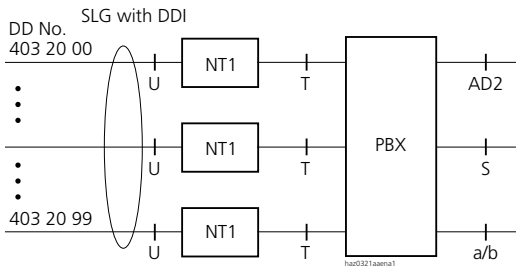 SLG with DDI
DD No.
403 20 00
NT1
U
T
AD2
NT1
PBX
U
T
S
403 20 99
NT1
U
T
a/b
haz0321aaena1